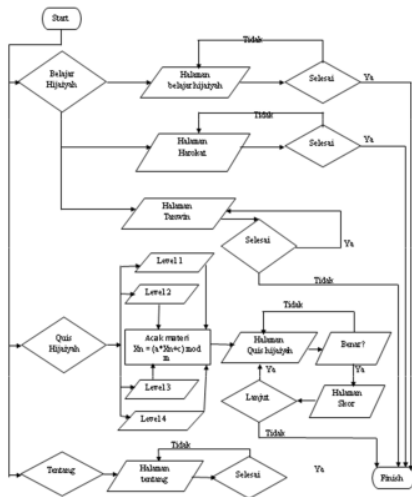 Start
Tidak
Belajar
Hijaiyah
Halaman
belajar hijaiyah
Selesai
Ya
Tidak
Halaman
Harokat
Selesai
Ya
Halaman
Tanwin
Selesai
Ya
Tidak
Level 1
Level 2
Quis
Hijaiyah
Acak materi
Xn = (a*Xn+c) mod
m
Level 3
Level 4
Tidak
Halaman
Quis hijaiyah
Benar?
Ya
Ya
Lanjut
Halaman
Skor
Tidak
Tidak
Tentang
Halaman
tentang
Selesai
Ya
Finish